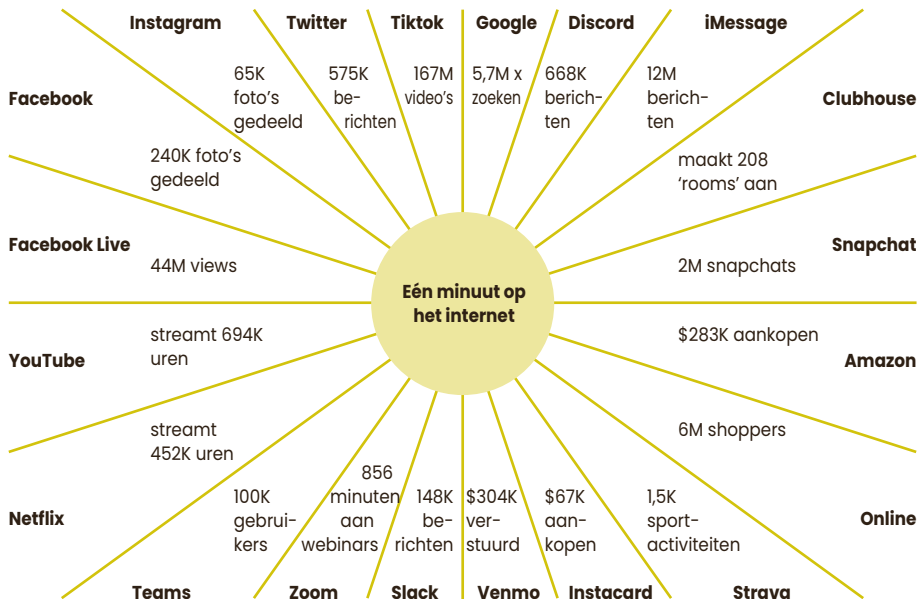 Instagram
65K
foto’s
gedeeld
Twitter
575K
be-
richten
Tiktok
167M
video’s
Google
5,7M x
zoeken
Discord
668K
berich-
ten
iMessage
12M
berich-
ten
Clubhouse
maakt 208
‘rooms’ aan
Snapchat
2M snapchats
$283K aankopen
Amazon
6M shoppers
Online
1,5K
sport-
activiteiten
Strava
$67K
aan-
kopen
Instacard
$304K
ver-
stuurd
Venmo
148K
be-
richten
Slack
856
minuten
aan
webinars
Zoom
100K
gebrui-
kers
Teams
streamt
452K uren
Netflix
streamt 694K
uren
YouTube
Facebook Live
44M views
Facebook
240K foto’s
gedeeld
Eén minuut op
het internet